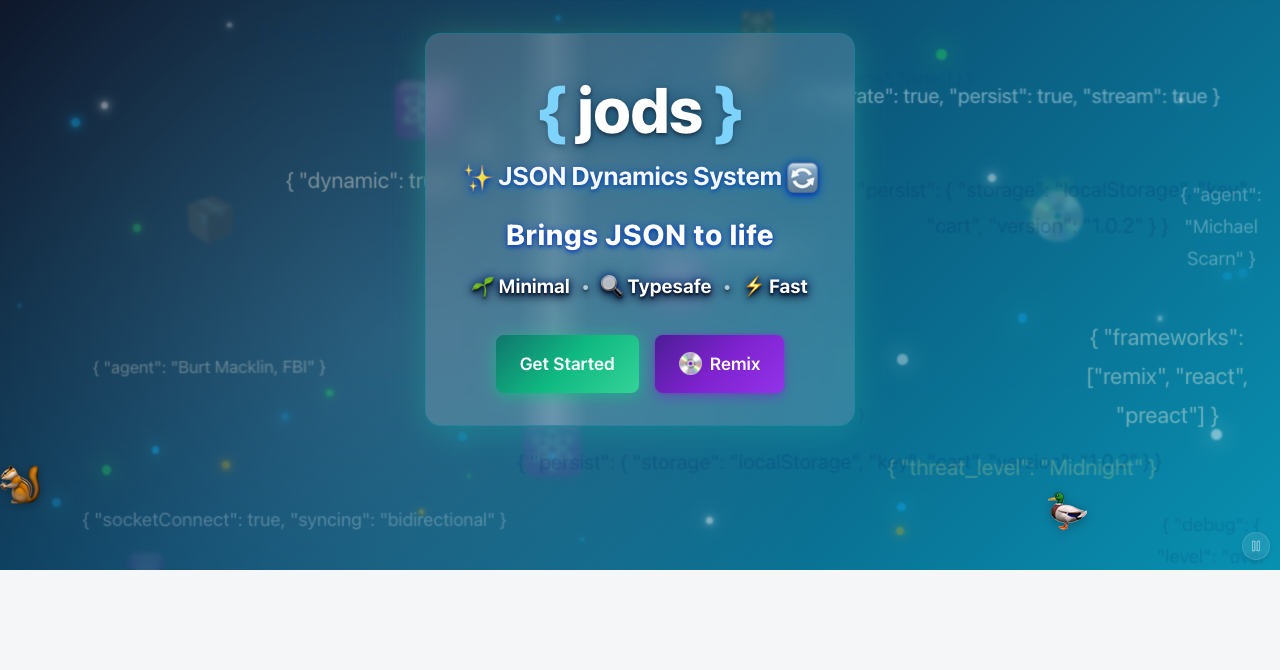 { jods }
JSON Dynamics System
Brings JSON to life
Minimal • Typesafe • Fast
Get Started
Remix
rate": true, "persist": true, "stream": true }
{ "dynamic": tr
"persist": { "storage": "localStorage", "key":
"cart", "version": "1.0.2" } }
{ "agent":
"Michael
Scarn" }
{ "frameworks":
["remix", "react",
"preact"] }
{ "agent": "Burt Macklin, FBI" }
{ "persist": { "storage": "localStorage", "key": "cart", "version": "1.0.2" } }
{ "threat_level": "Midnight" }
{ "socketConnect": true, "syncing": "bidirectional" }
{ "debug": {
"level":